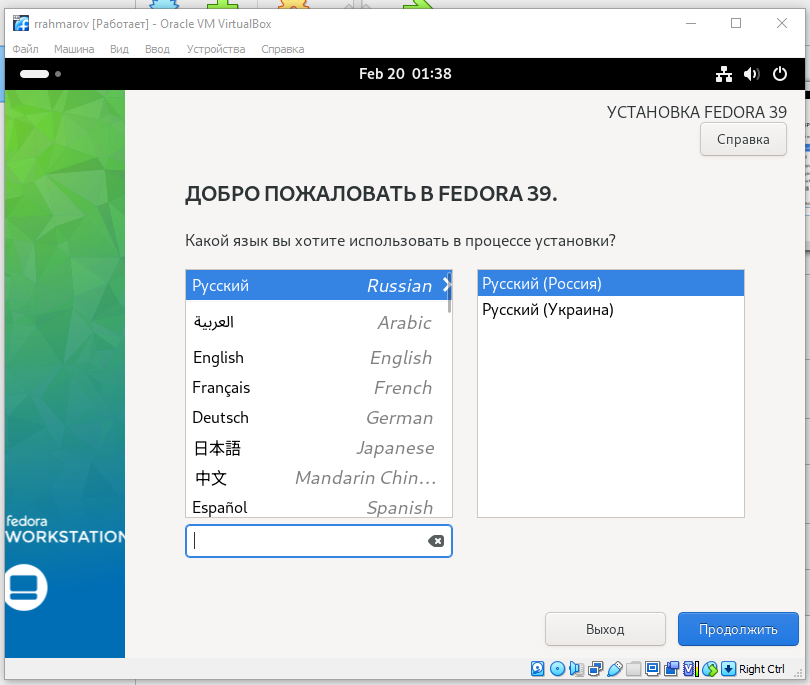 rrahmarov [Работает] - Oracle VM VirtualBox
Файл Машина Вид Ввод Устройства Справка
Feb 20 01:38
УСТАНОВКА FEDORA 39
Справка
ДОБРО ПОЖАЛОВАТЬ В FEDORA 39.
Какой язык вы хотите использовать в процессе установки?
Русский Russian
العربية Arabic
English English
Français French
Deutsch German
日本語 Japanese
中文 Mandarin Chin...
Español Spanish
Русский (Россия)
Русский (Украина)
fedora
WORKSTATION
Выход
Продолжить
Right Ctrl